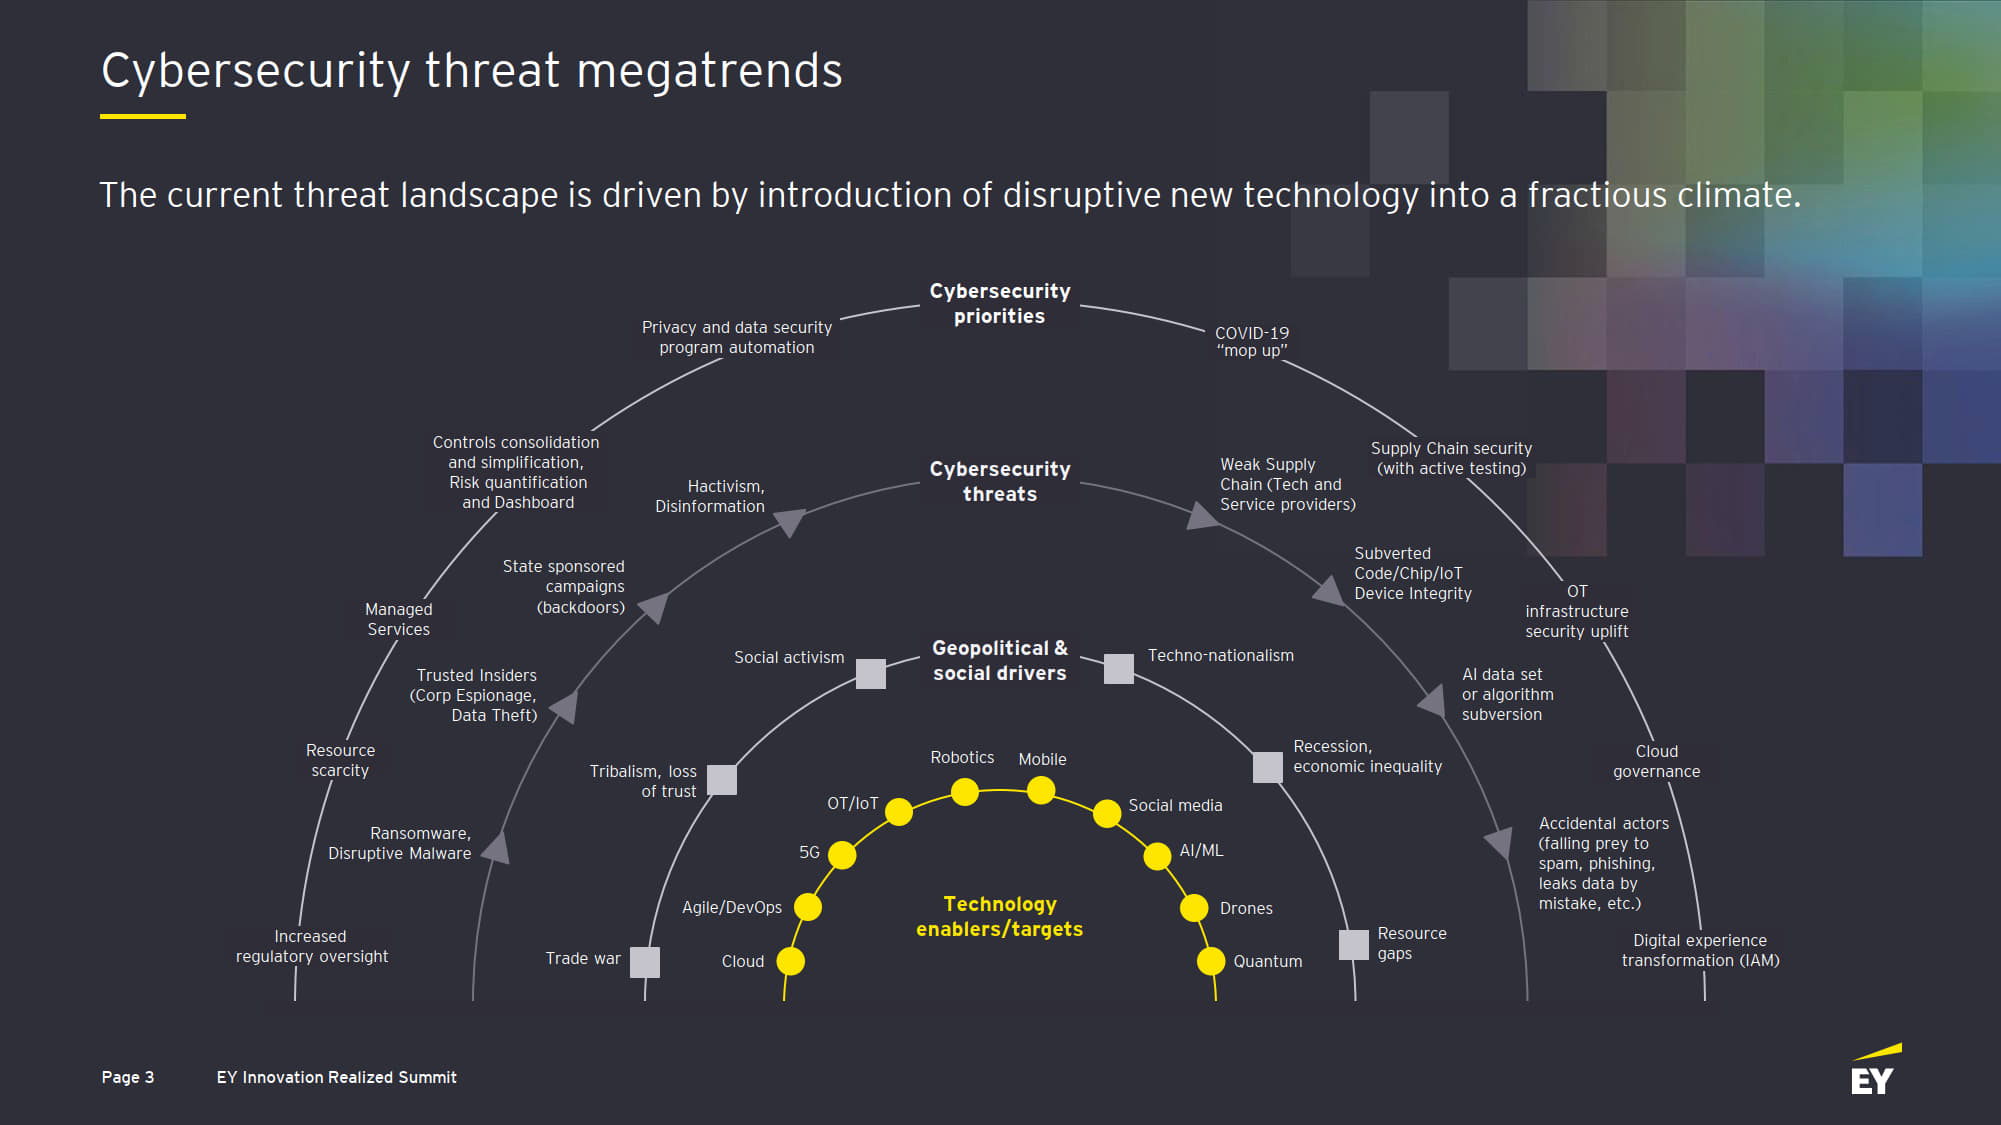 Cybersecurity threat megatrends
The current threat landscape is driven by introduction of disruptive new technology into a fractious climate.
Cybersecurity
priorities
Increased
regulatory oversight
Resource
scarcity
Managed
Services
Controls consolidation
and simplification,
Risk quantification
and Dashboard
Privacy and data security
program automation
COVID-19
“mop up”
Supply Chain security
(with active testing)
OT
infrastructure
security uplift
Cloud
governance
Digital experience
transformation (IAM)
Cybersecurity
threats
Ransomware,
Disruptive Malware
Trusted Insiders
(Corp Espionage,
Data Theft)
State sponsored
campaigns
(backdoors)
Hactivism,
Disinformation
Weak Supply
Chain (Tech and
Service providers)
Subverted
Code/Chip/IoT
Device Integrity
AI data set
or algorithm
subversion
Accidental actors
(falling prey to
spam, phishing,
leaks data by
mistake, etc.)
Geopolitical &
social drivers
Trade war
Tribalism, loss
of trust
Social activism
Techno-nationalism
Recession,
economic inequality
Resource
gaps
Technology
enablers/targets
Cloud
Agile/DevOps
5G
OT/IoT
Robotics
Mobile
Social media
AI/ML
Drones
Quantum
Page 3
EY Innovation Realized Summit
EY